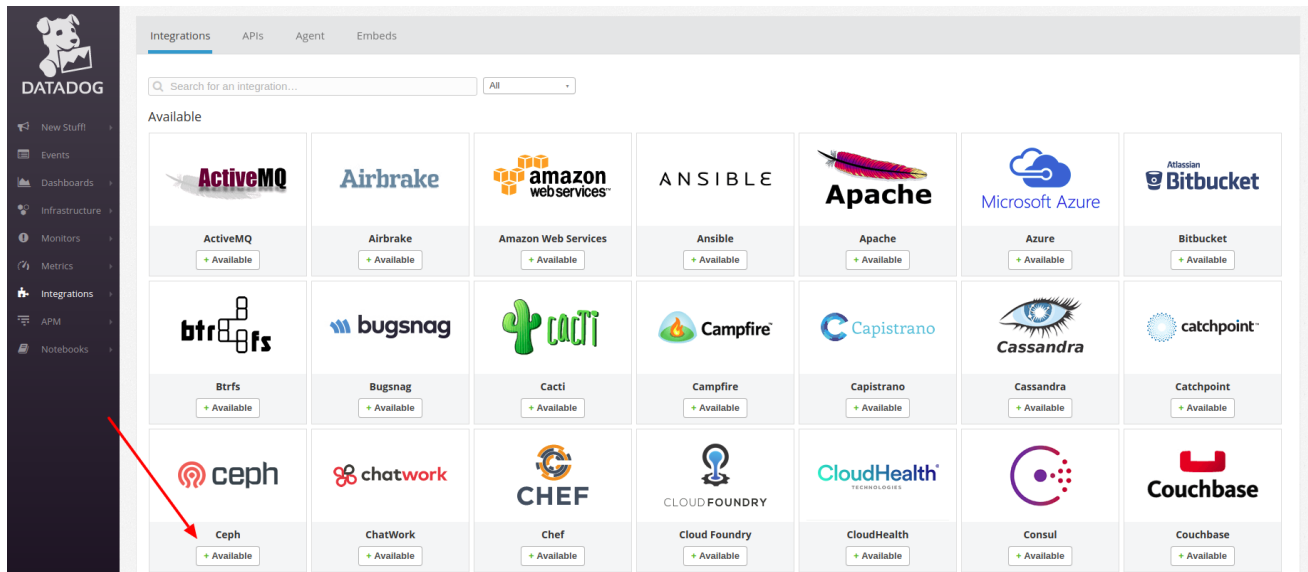 DATADOG
New Stuff!
Events
Dashboards
Infrastructure
Monitors
Metrics
Integrations
APM
Notebooks
Integrations APIs Agent Embeds
Search for an integration... All
Available
ActiveMQ Airbrake amazon web services ANSIBLE Apache Microsoft Azure Atlassian Bitbucket
ActiveMQ Airbrake Amazon Web Services Ansible Apache Azure Bitbucket
+ Available + Available + Available + Available + Available + Available + Available
btrfs bugsnag cacti Campfire Capistrano Cassandra catchpoint
Btrfs Bugsnag Cacti Campfire Capistrano Cassandra Catchpoint
+ Available + Available + Available + Available + Available + Available + Available
ceph chatwork CHEF CLOUD FOUNDRY CloudHealth TECHNOLOGIES Couchbase
Ceph ChatWork Chef Cloud Foundry CloudHealth Consul Couchbase
+ Available + Available + Available + Available + Available + Available + Available